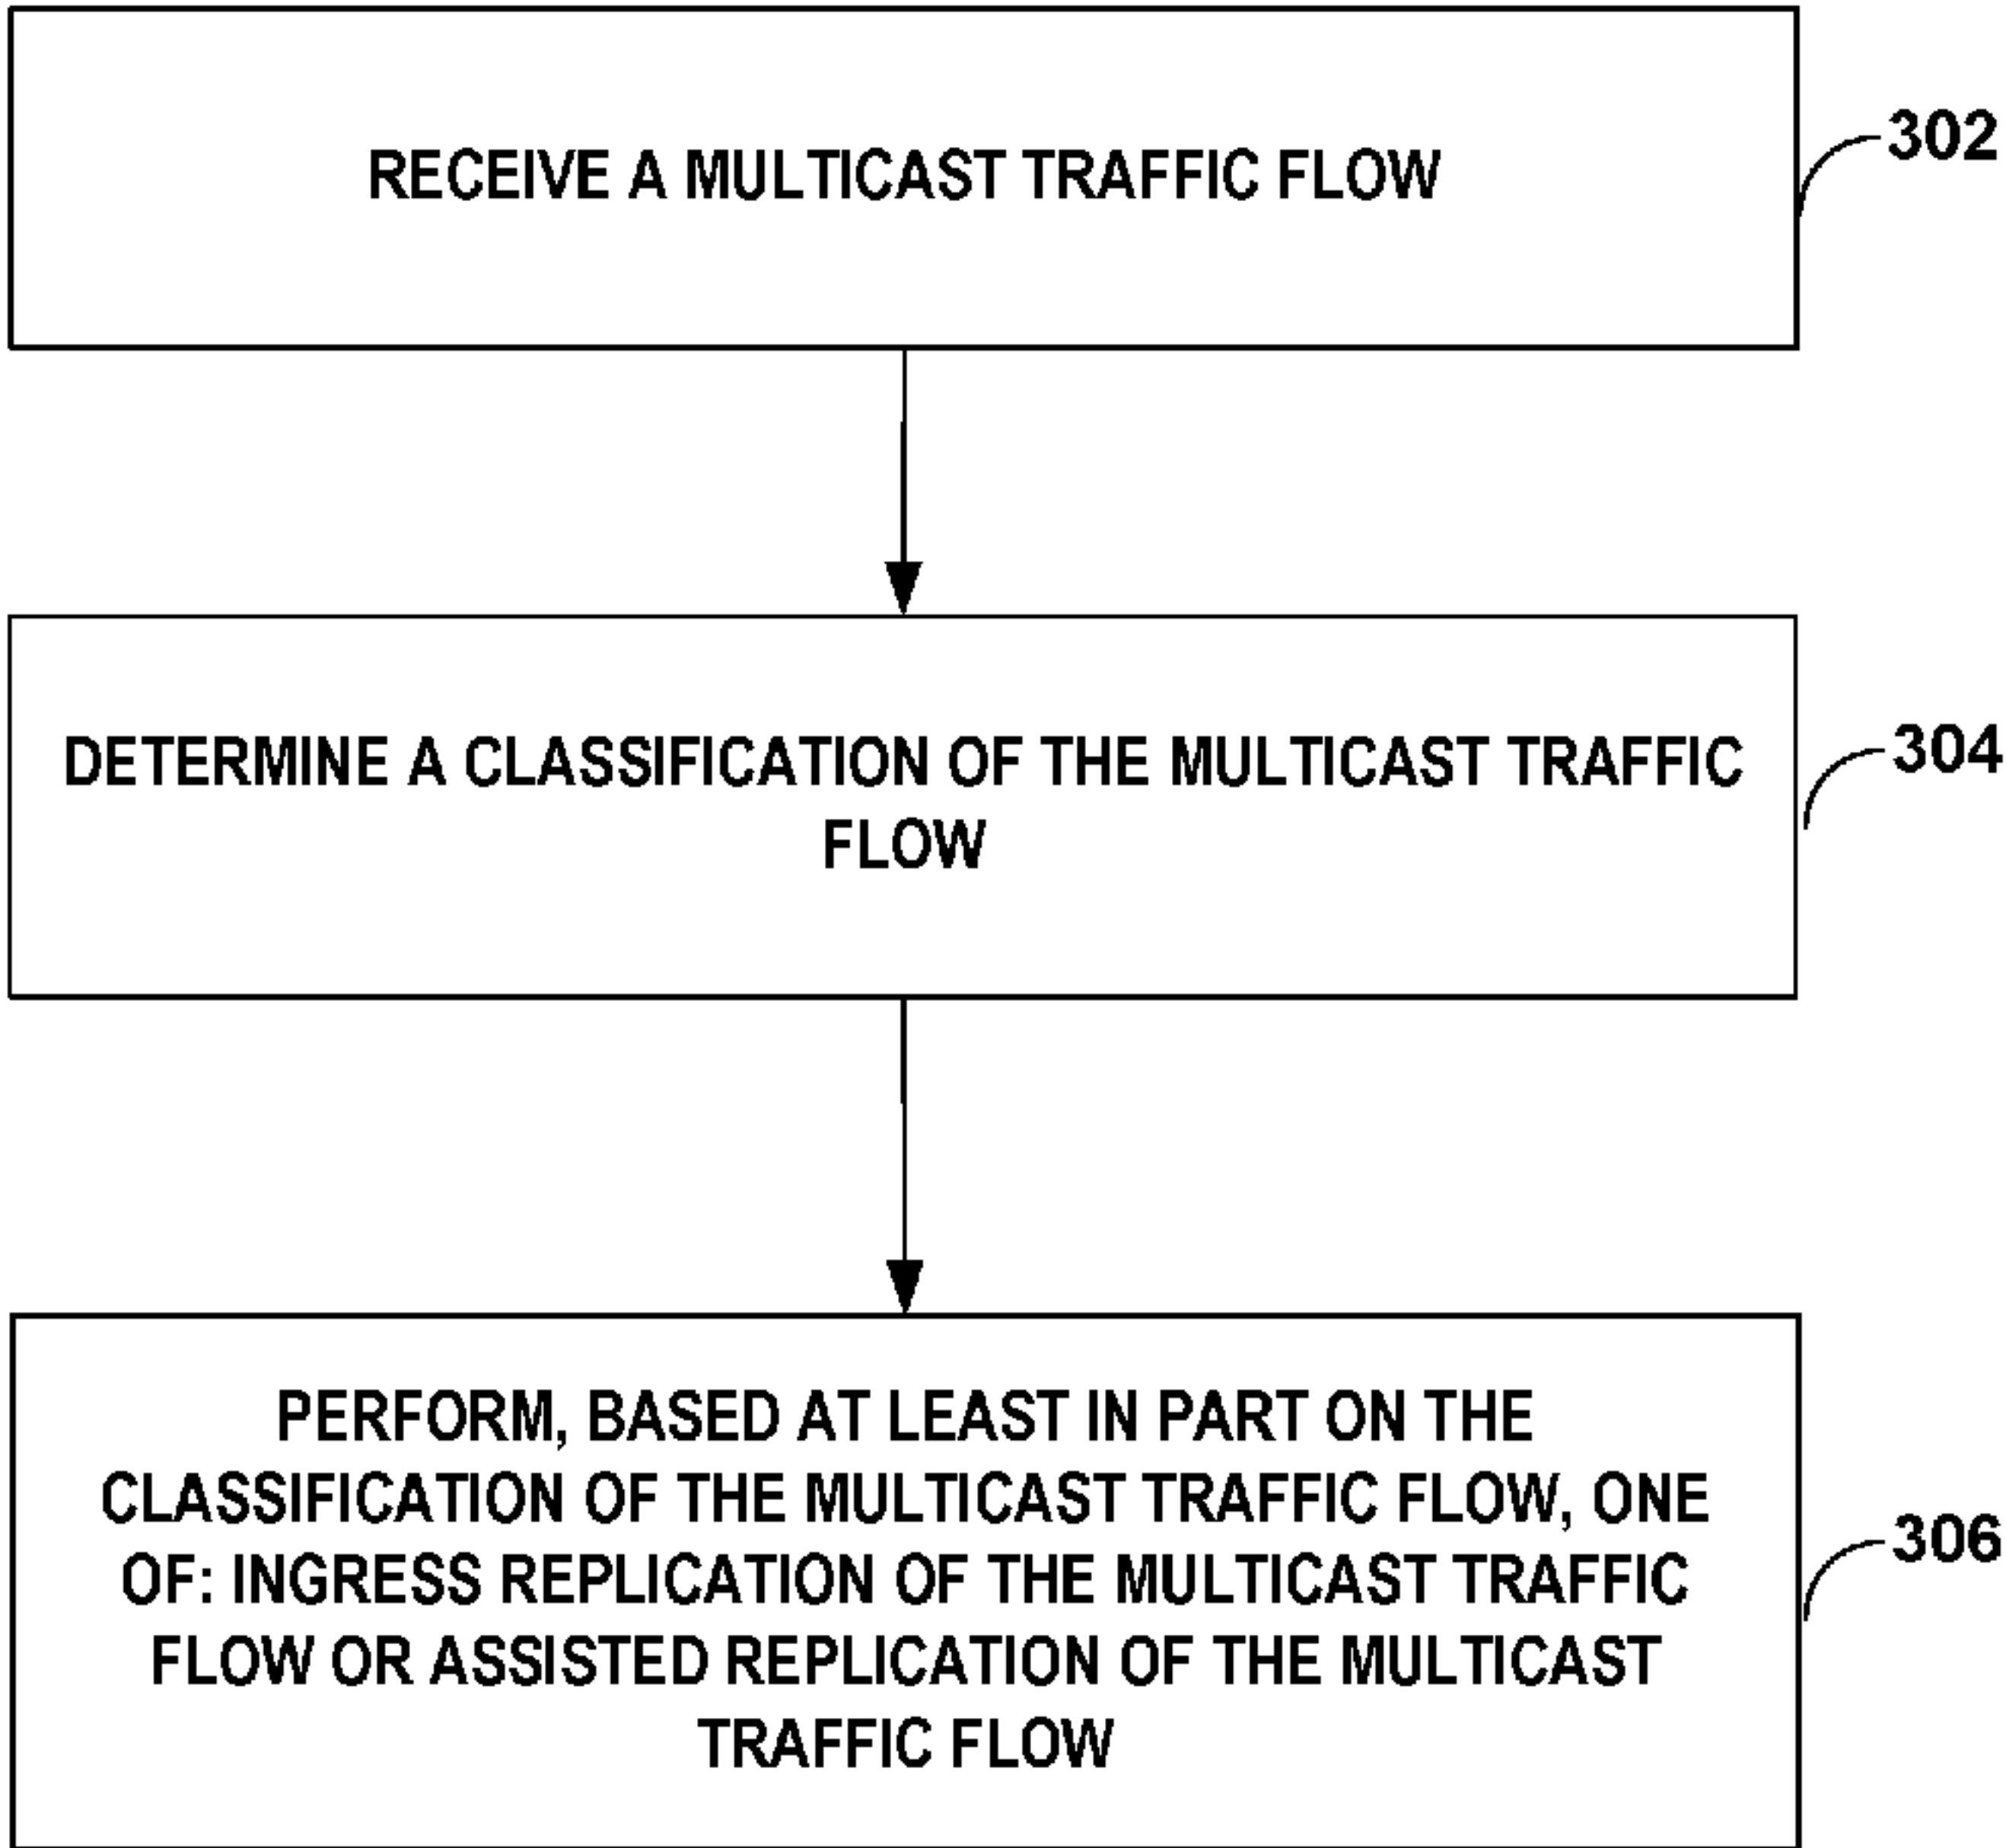 RECEIVE A MULTICAST TRAFFIC FLOW
302
DETERMINE A CLASSIFICATION OF THE MULTICAST TRAFFIC
FLOW
304
PERFORM, BASED AT LEAST IN PART ON THE
CLASSIFICATION OF THE MULTICAST TRAFFIC FLOW, ONE
OF: INGRESS REPLICATION OF THE MULTICAST TRAFFIC
FLOW OR ASSISTED REPLICATION OF THE MULTICAST
TRAFFIC FLOW
306